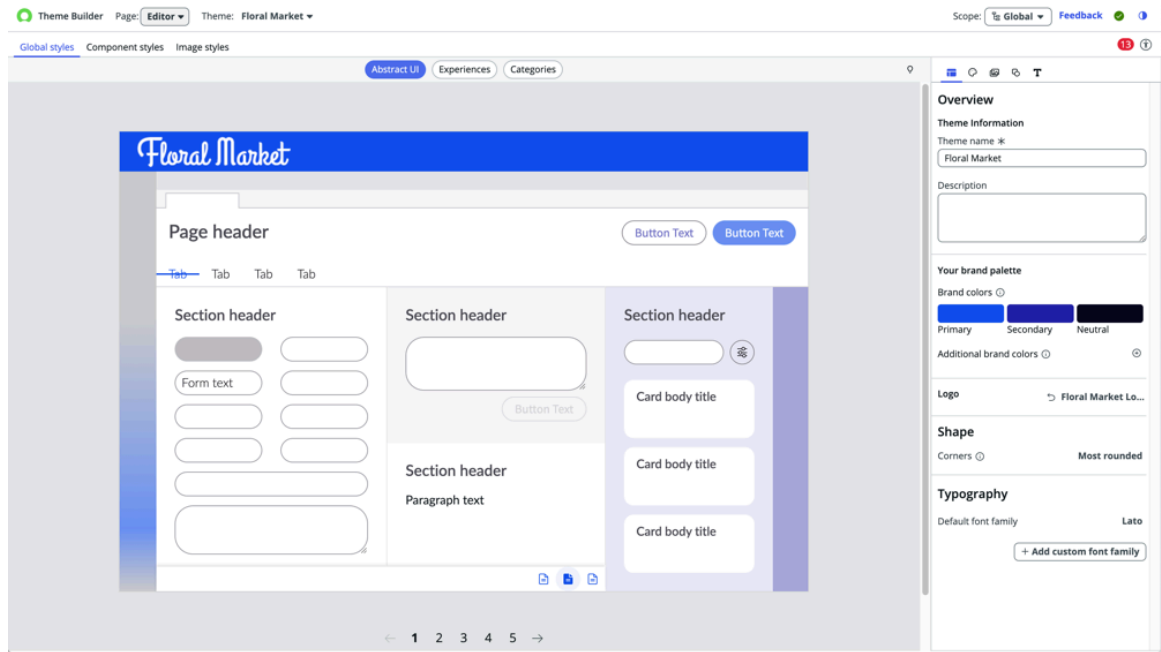 Theme Builder Page: Editor Theme: Floral Market Scope: Global Feedback
Global styles Component styles Image styles 13
Abstract UI Experiences Categories
Floral Market
Page header Button Text Button Text
Tab Tab Tab Tab
Section header Section header Section header
Form text
Button Text
Card body title
Section header
Card body title
Paragraph text
Card body title
← 1 2 3 4 5 →
Overview
Theme Information
Theme name *
Floral Market
Description
Your brand palette
Brand colors
Primary Secondary Neutral
Additional brand colors
Logo Floral Market Lo...
Shape
Corners Most rounded
Typography
Default font family Lato
+ Add custom font family